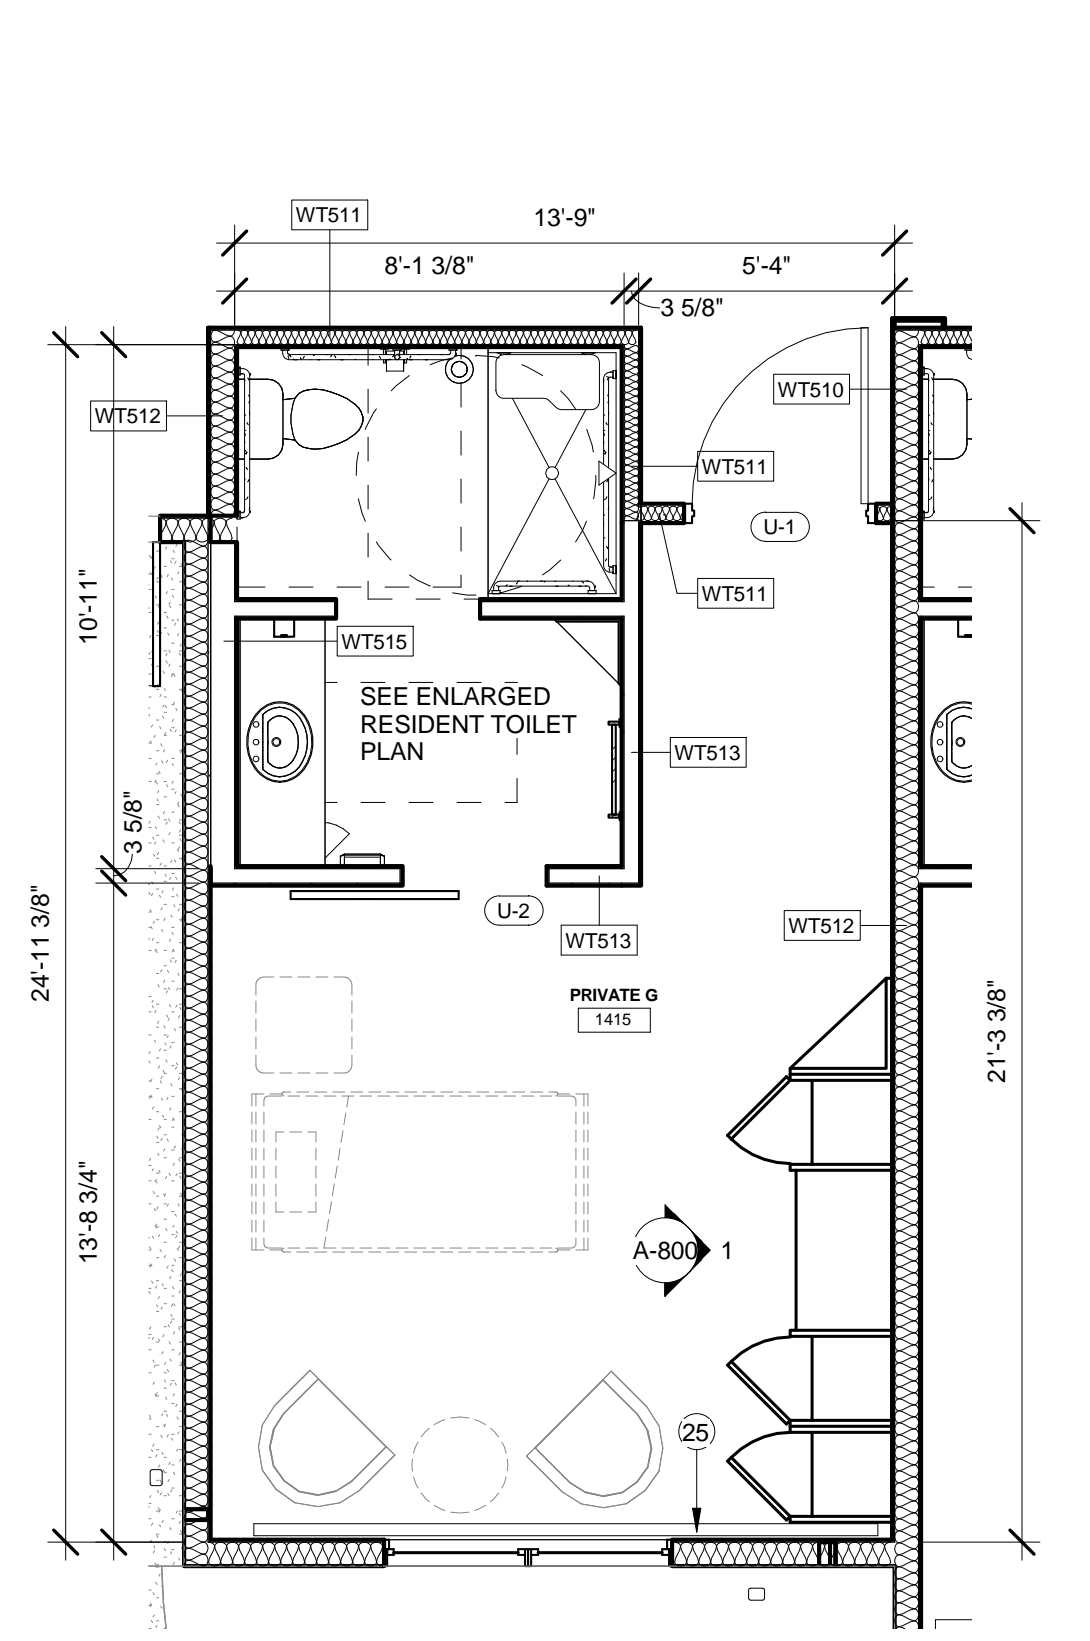 WT511
13'-9"
8'-1 3/8"
5'-4"
3 5/8"
WT512
WT510
WT511
U-1
WT511
10'-11"
WT515
SEE ENLARGED
RESIDENT TOILET
PLAN
WT513
3 5/8"
24'-11 3/8"
U-2
WT513
WT512
PRIVATE G
1415
21'-3 3/8"
13'-8 3/4"
A-800
1
25